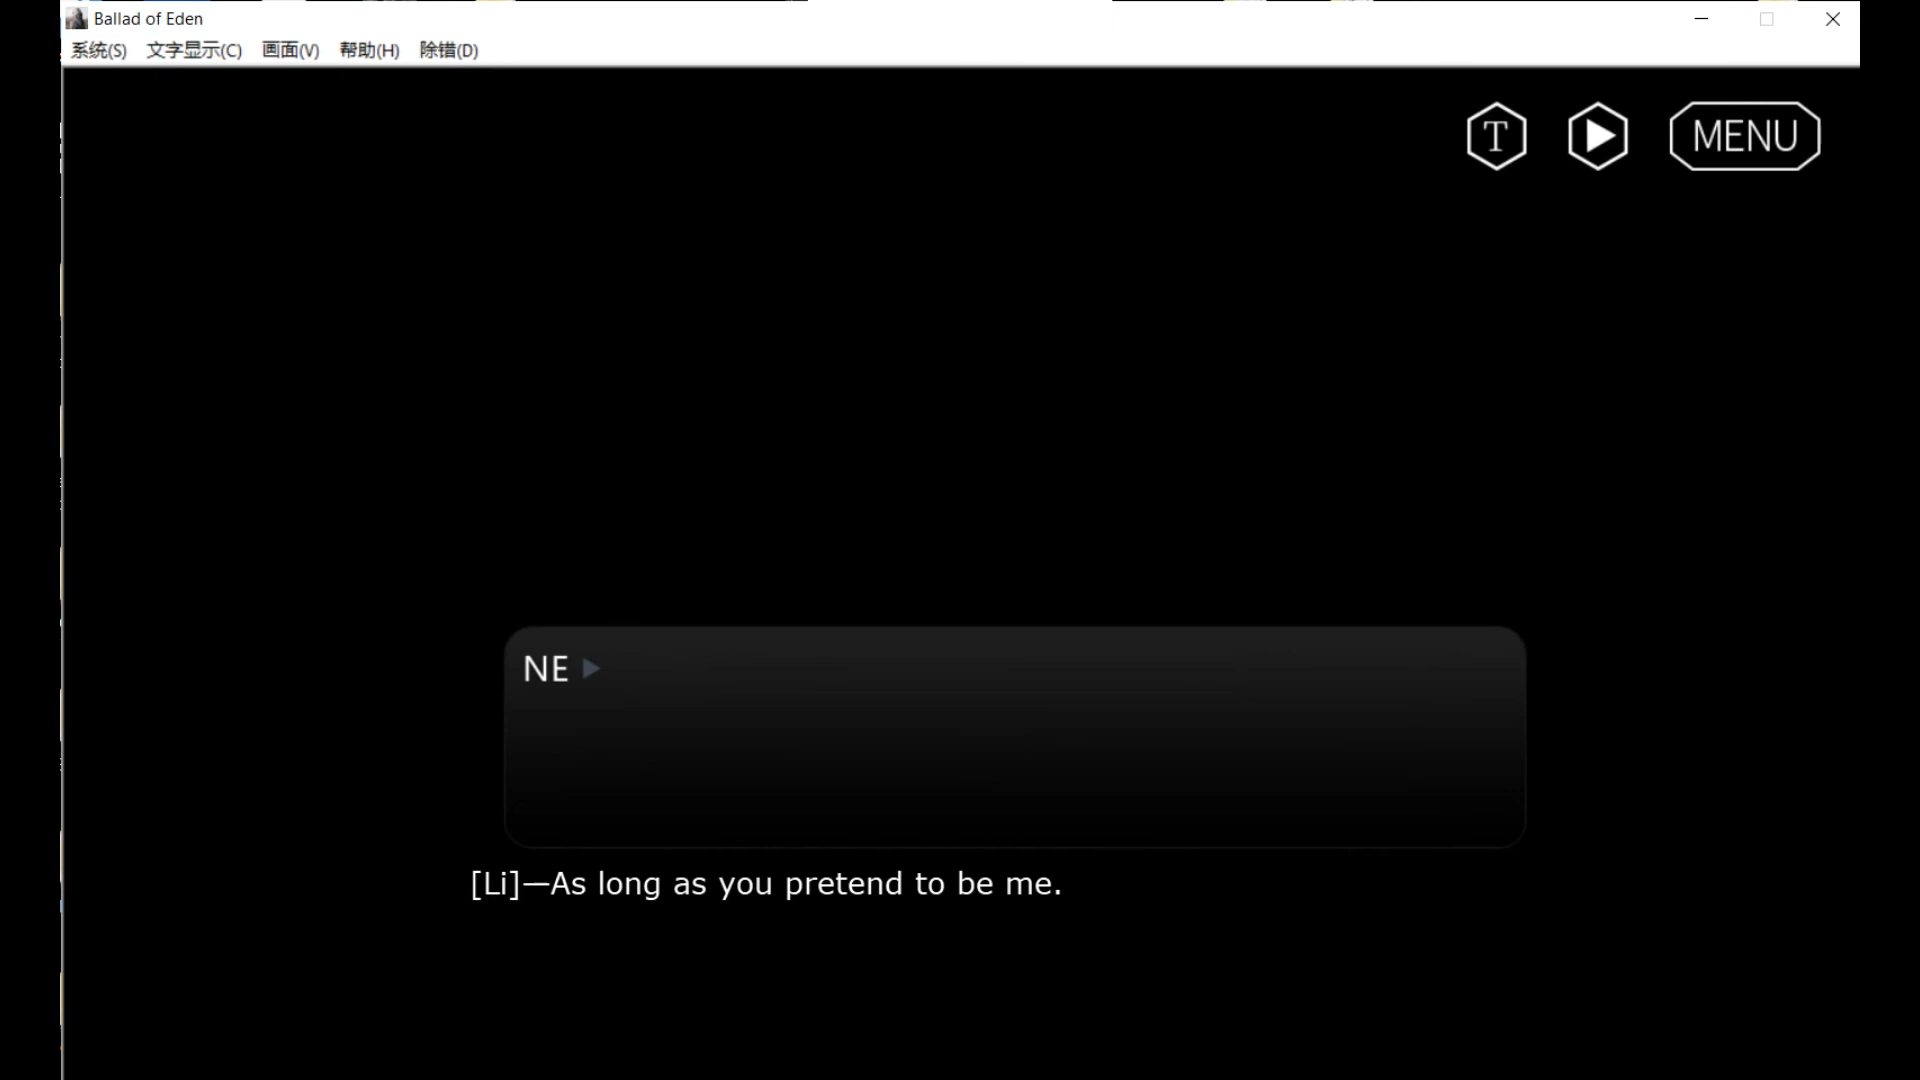 Ballad of Eden
系统(S) 文字显示(C) 画面(V) 帮助(H) 除错(D)
T MENU
NE
[Li]—As long as you pretend to be me.